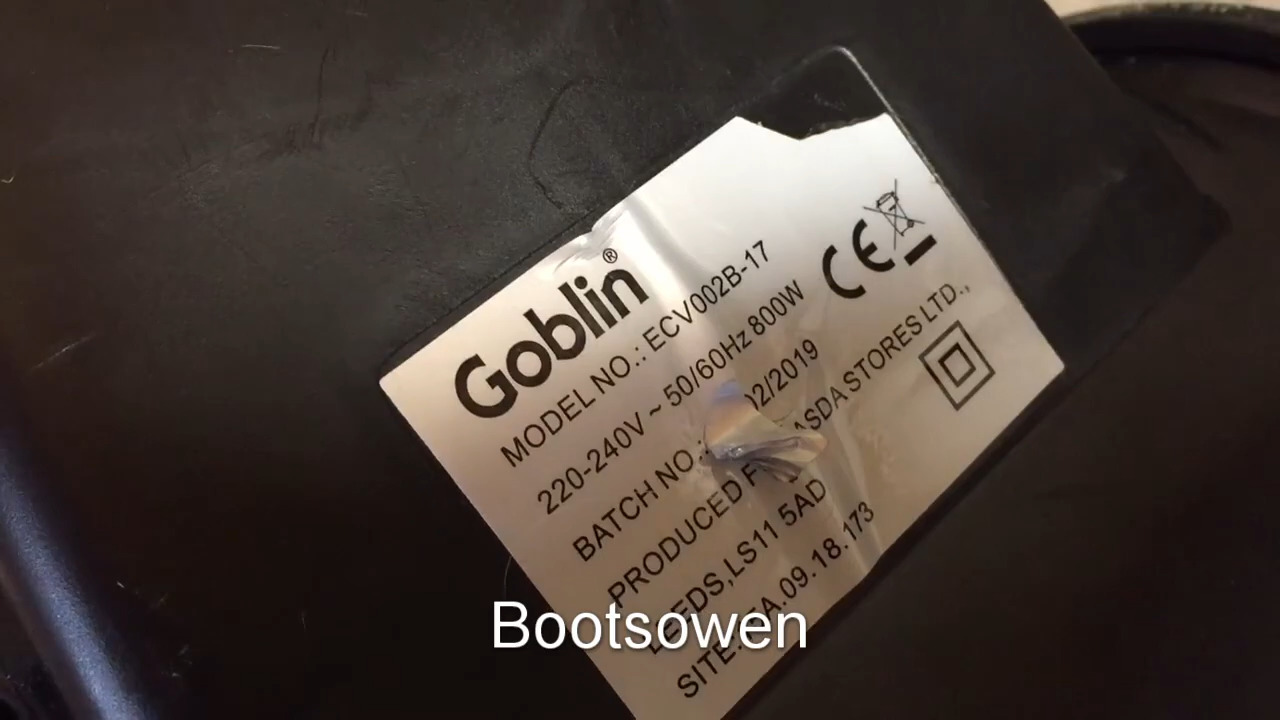 Goblin®
MODEL NO.: ECV002B-17
220-240V ~ 50/60Hz 800W
CE
BATCH NO.: 02/2019
PRODUCED ASDA STORES LTD.,
LEEDS,LS11 5AD
SITE: 09.18.173
Bootsowen